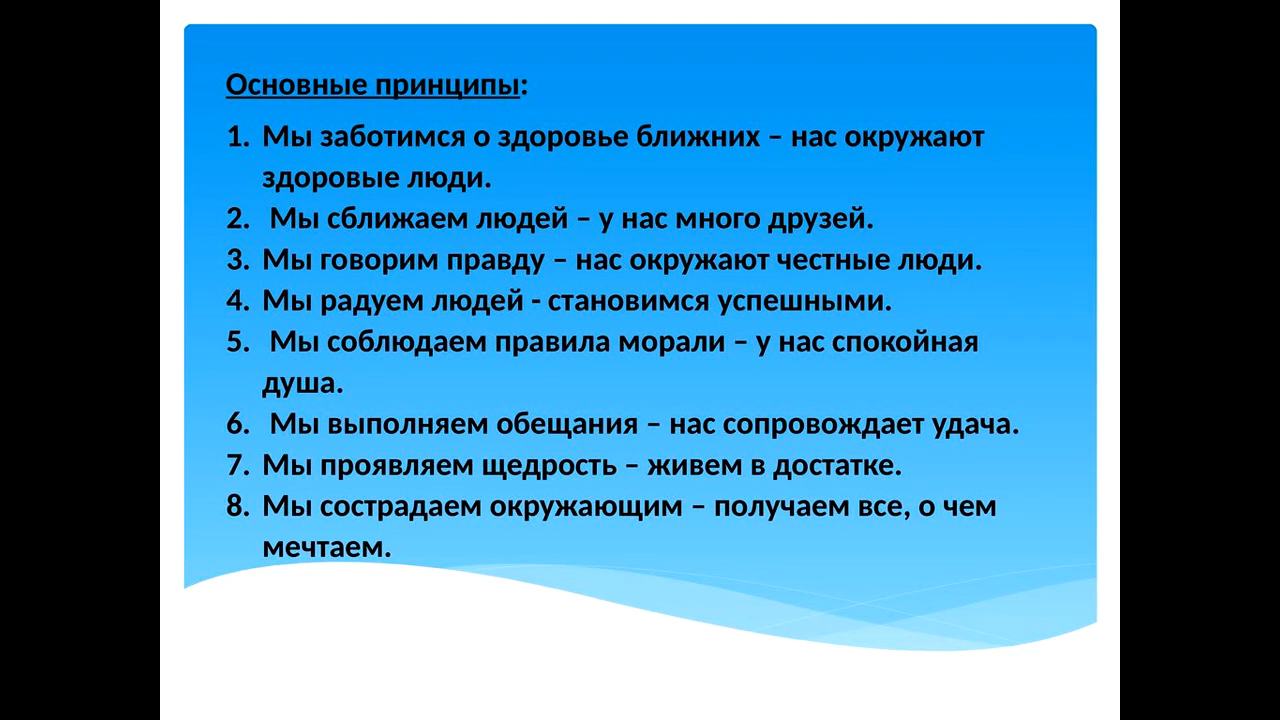 Основные принципы:
1. Мы заботимся о здоровье ближних – нас окружают
здоровые люди.
2. Мы сближаем людей – у нас много друзей.
3. Мы говорим правду – нас окружают честные люди.
4. Мы радуем людей - становимся успешными.
5. Мы соблюдаем правила морали – у нас спокойная
душа.
6. Мы выполняем обещания – нас сопровождает удача.
7. Мы проявляем щедрость – живем в достатке.
8. Мы сострадаем окружающим – получаем все, о чем
мечтаем.